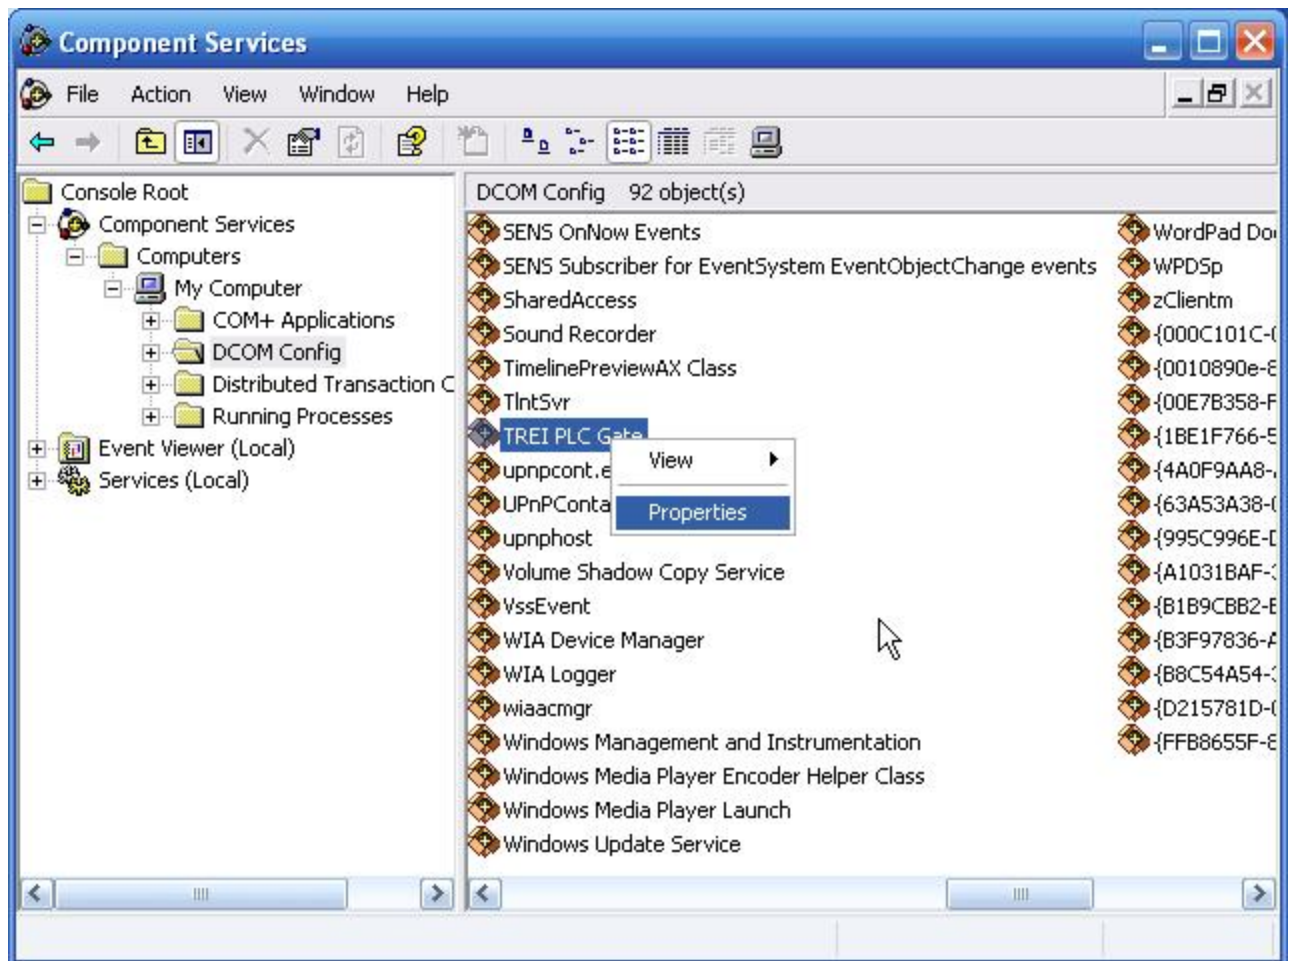 Component Services
File Action View Window Help
Console Root
Component Services
Computers
My Computer
COM+ Applications
DCOM Config
Distributed Transaction C
Running Processes
Event Viewer (Local)
Services (Local)
DCOM Config 92 object(s)
SENS OnNow Events
SENS Subscriber for EventSystem EventObjectChange events
SharedAccess
Sound Recorder
TimelinePreviewAX Class
TlntSvr
TREI PLC Gate
upnpcont.e
UPnPConta
upnphost
Volume Shadow Copy Service
VssEvent
WIA Device Manager
WIA Logger
wiaacmgr
Windows Management and Instrumentation
Windows Media Player Encoder Helper Class
Windows Media Player Launch
Windows Update Service
View
Properties
WordPad Do
WPDSp
zClientm
{000C101C-
{0010890e-
{00E7B358-F
{1BE1F766-5
{4A0F9AA8-
{63A53A38-
{995C996E-
{A1031BAF-
{B1B9CBB2-
{B3F97836-
{B8C54A54-
{D215781D-
{FFB8655F-